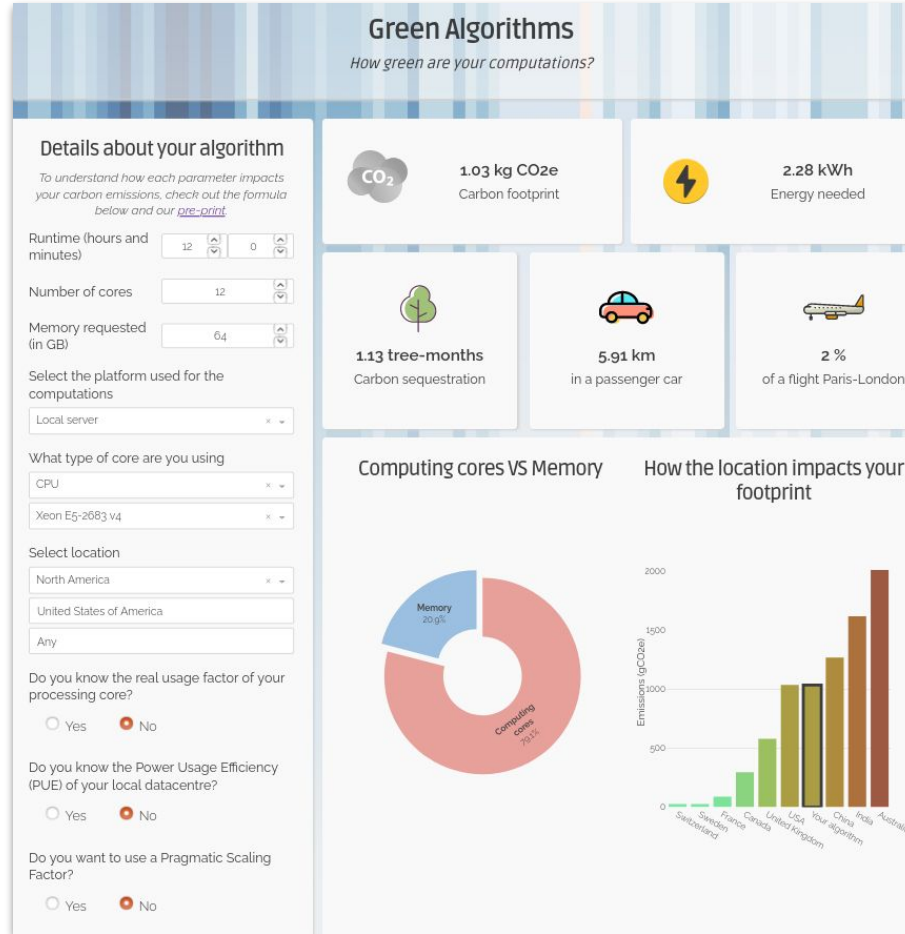 Green Algorithms
How green are your computations?
Details about your algorithm
To understand how each parameter impacts
your carbon emissions, check out the formula
below and our pre-print
Runtime (hours and
minutes)
12
0
Number of cores
12
Memory requested
(in GB)
64
Select the platform used for the
computations
Local server
What type of core are you using
CPU
Xeon E5-2683 v4
Select location
North America
United States of America
Any
Do you know the real usage factor of your
processing core?
Yes
No
Do you know the Power Usage Efficiency
(PUE) of your local datacentre?
Yes
No
Do you want to use a Pragmatic Scaling
Factor?
Yes
No
CO2
1.03 kg CO2e
Carbon footprint
2.28 kWh
Energy needed
1.13 tree-months
Carbon sequestration
5.91 km
in a passenger car
2 %
of a flight Paris-London
Computing cores VS Memory
Memory
20.9%
Computing
cores
79.1%
How the location impacts your
footprint
Emissions (gCO2e)
2000
1500
1000
500
0
Switzerland
Sweden
France
Canada
United Kingdom
USA
Your algorithm
China
India
Australia